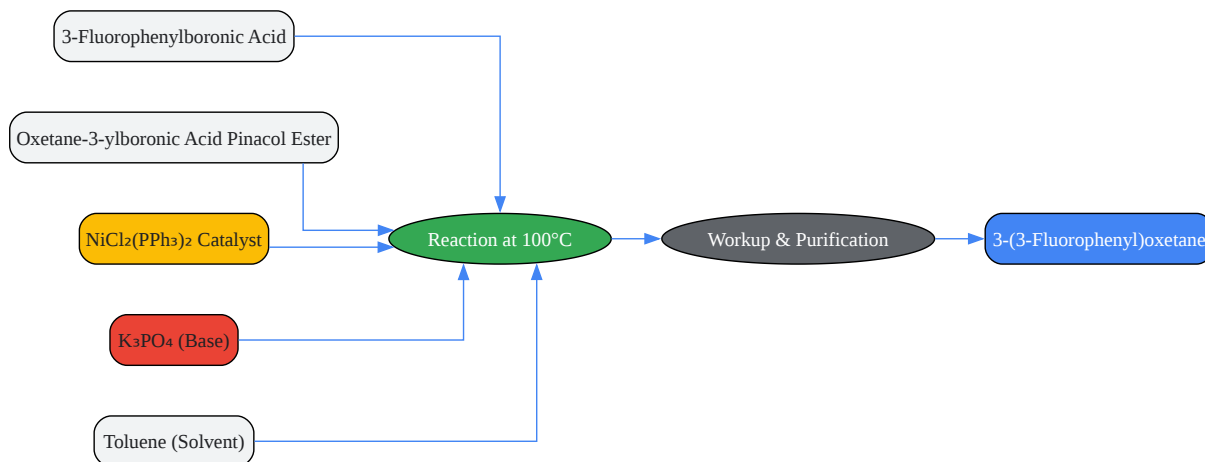 3-Fluorophenylboronic Acid
Oxetane-3-ylboronic Acid Pinacol Ester
NiCl₂(PPh₃)₂ Catalyst
Reaction at 100°C
Workup & Purification
3-(3-Fluorophenyl)oxetane
K₃PO₄ (Base)
Toluene (Solvent)